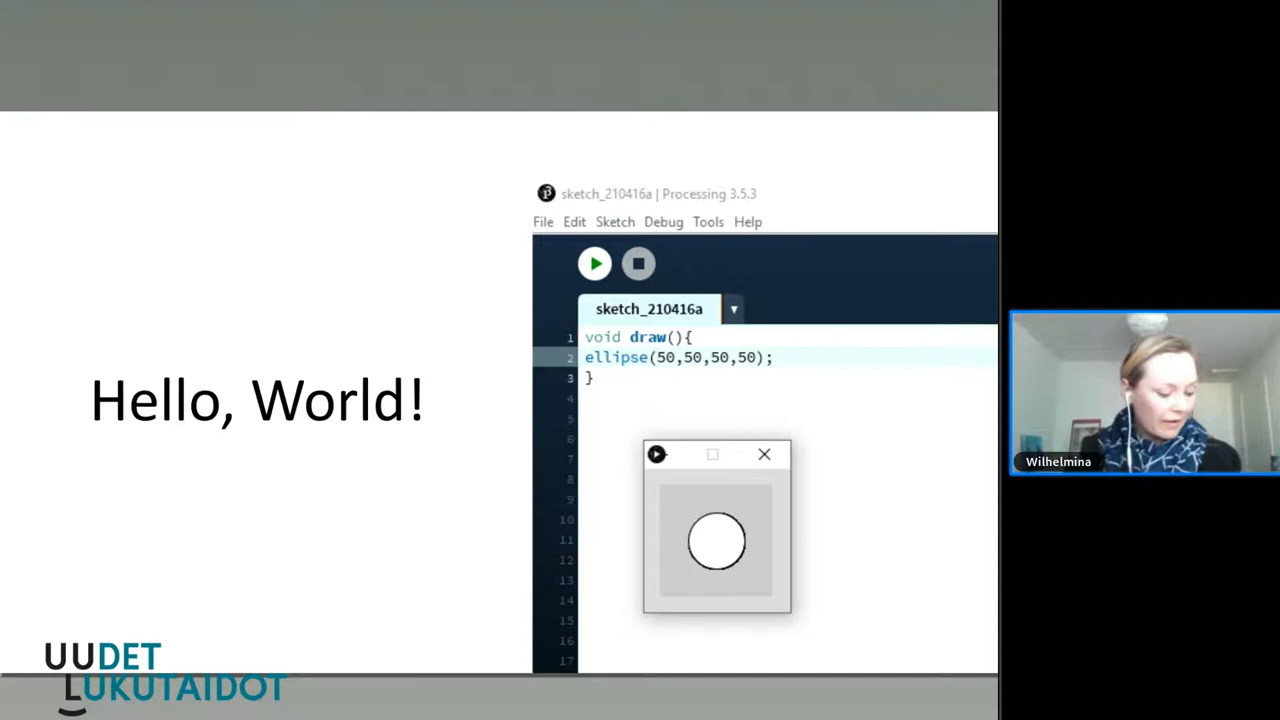 sketch_210416a | Processing 3.5.3
File Edit Sketch Debug Tools Help
sketch_210416a
1 void draw(){
2 ellipse(50,50,50,50);
3 }
4
5
6
7
8
9
10
11
12
13
14
15
16
17
Hello, World!
Wilhelmina
UUDET
LUKUTAIDOT